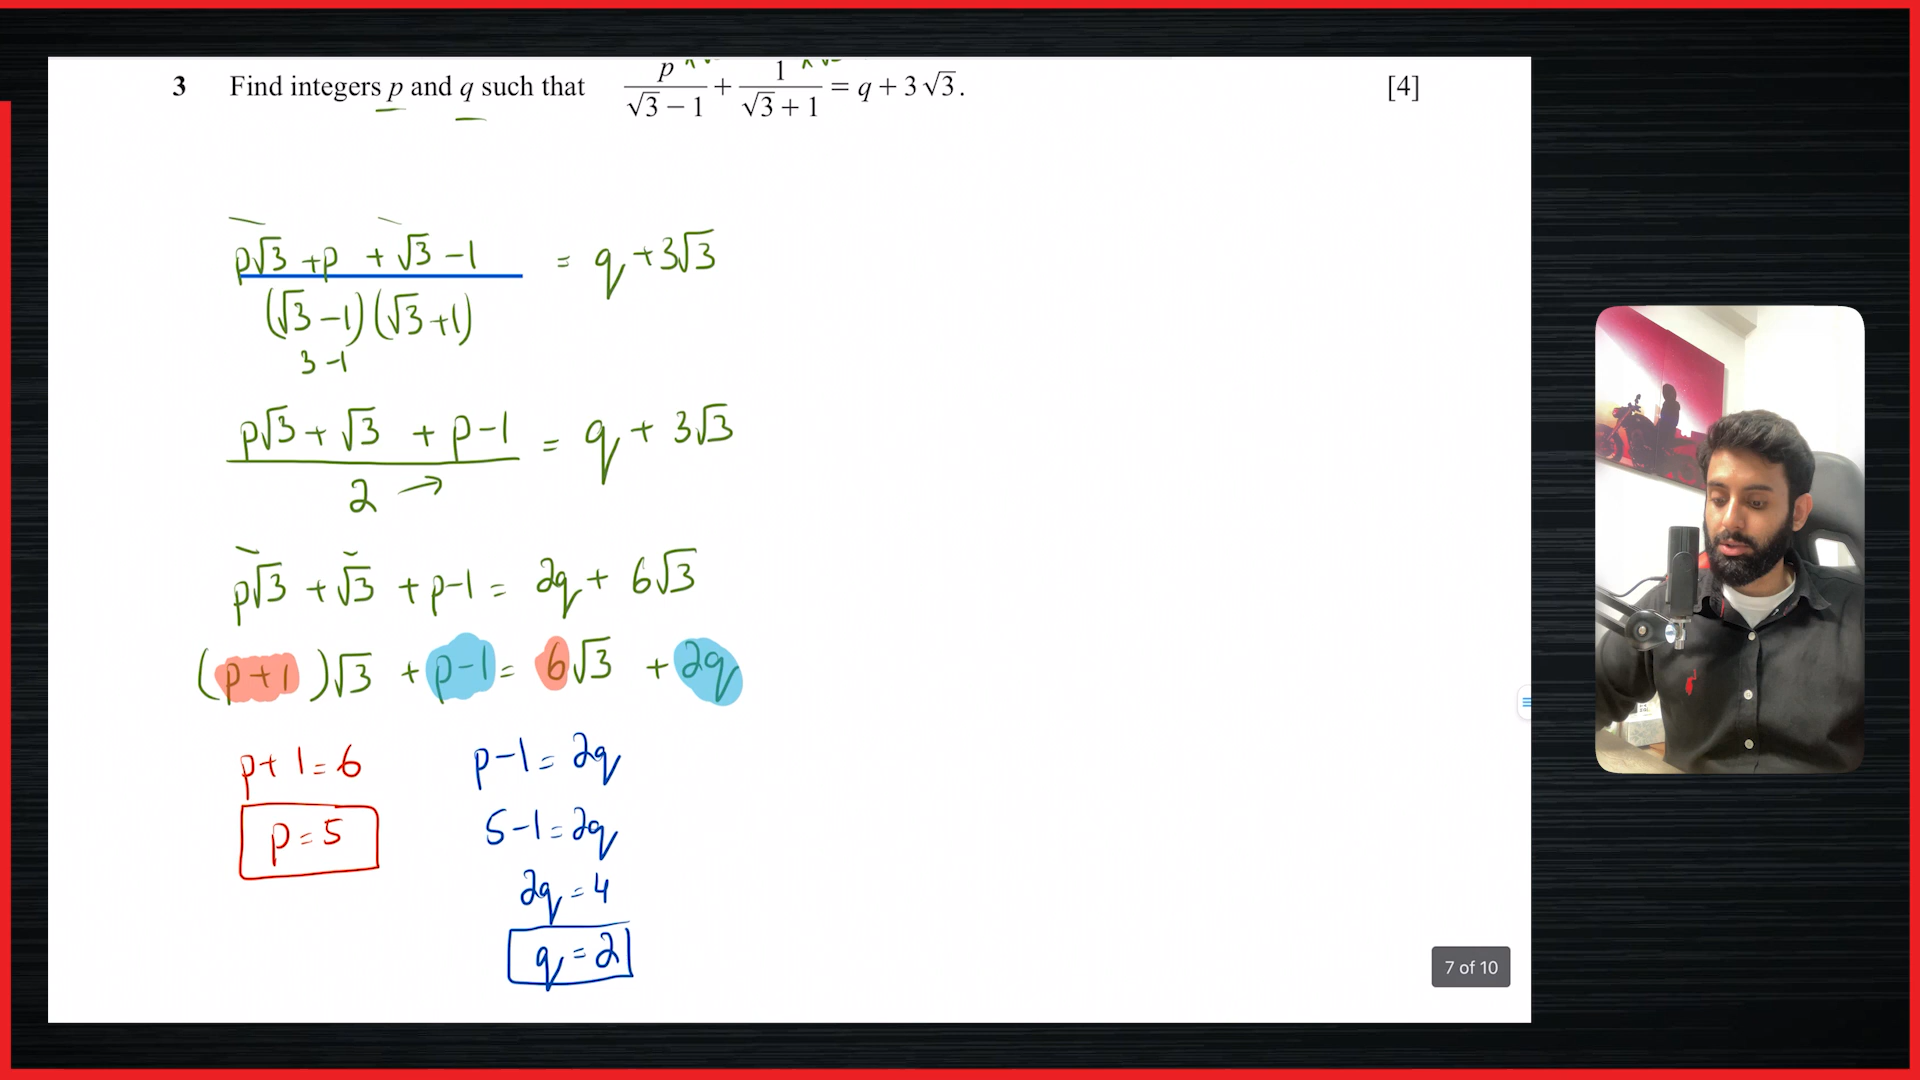 3 Find integers p and q such that p/(√3 − 1) + 1/(√3 + 1) = q + 3√3. [4]
(p√3 + p + √3 − 1)/((√3 − 1)(√3 + 1)) = q + 3√3
3 − 1
(p√3 + √3 + p − 1)/2 → = q + 3√3
p√3 + √3 + p − 1 = 2q + 6√3
(p + 1)√3 + p − 1 = 6√3 + 2q
p + 1 = 6
p = 5
p − 1 = 2q
5 − 1 = 2q
2q = 4
q = 2
7 of 10